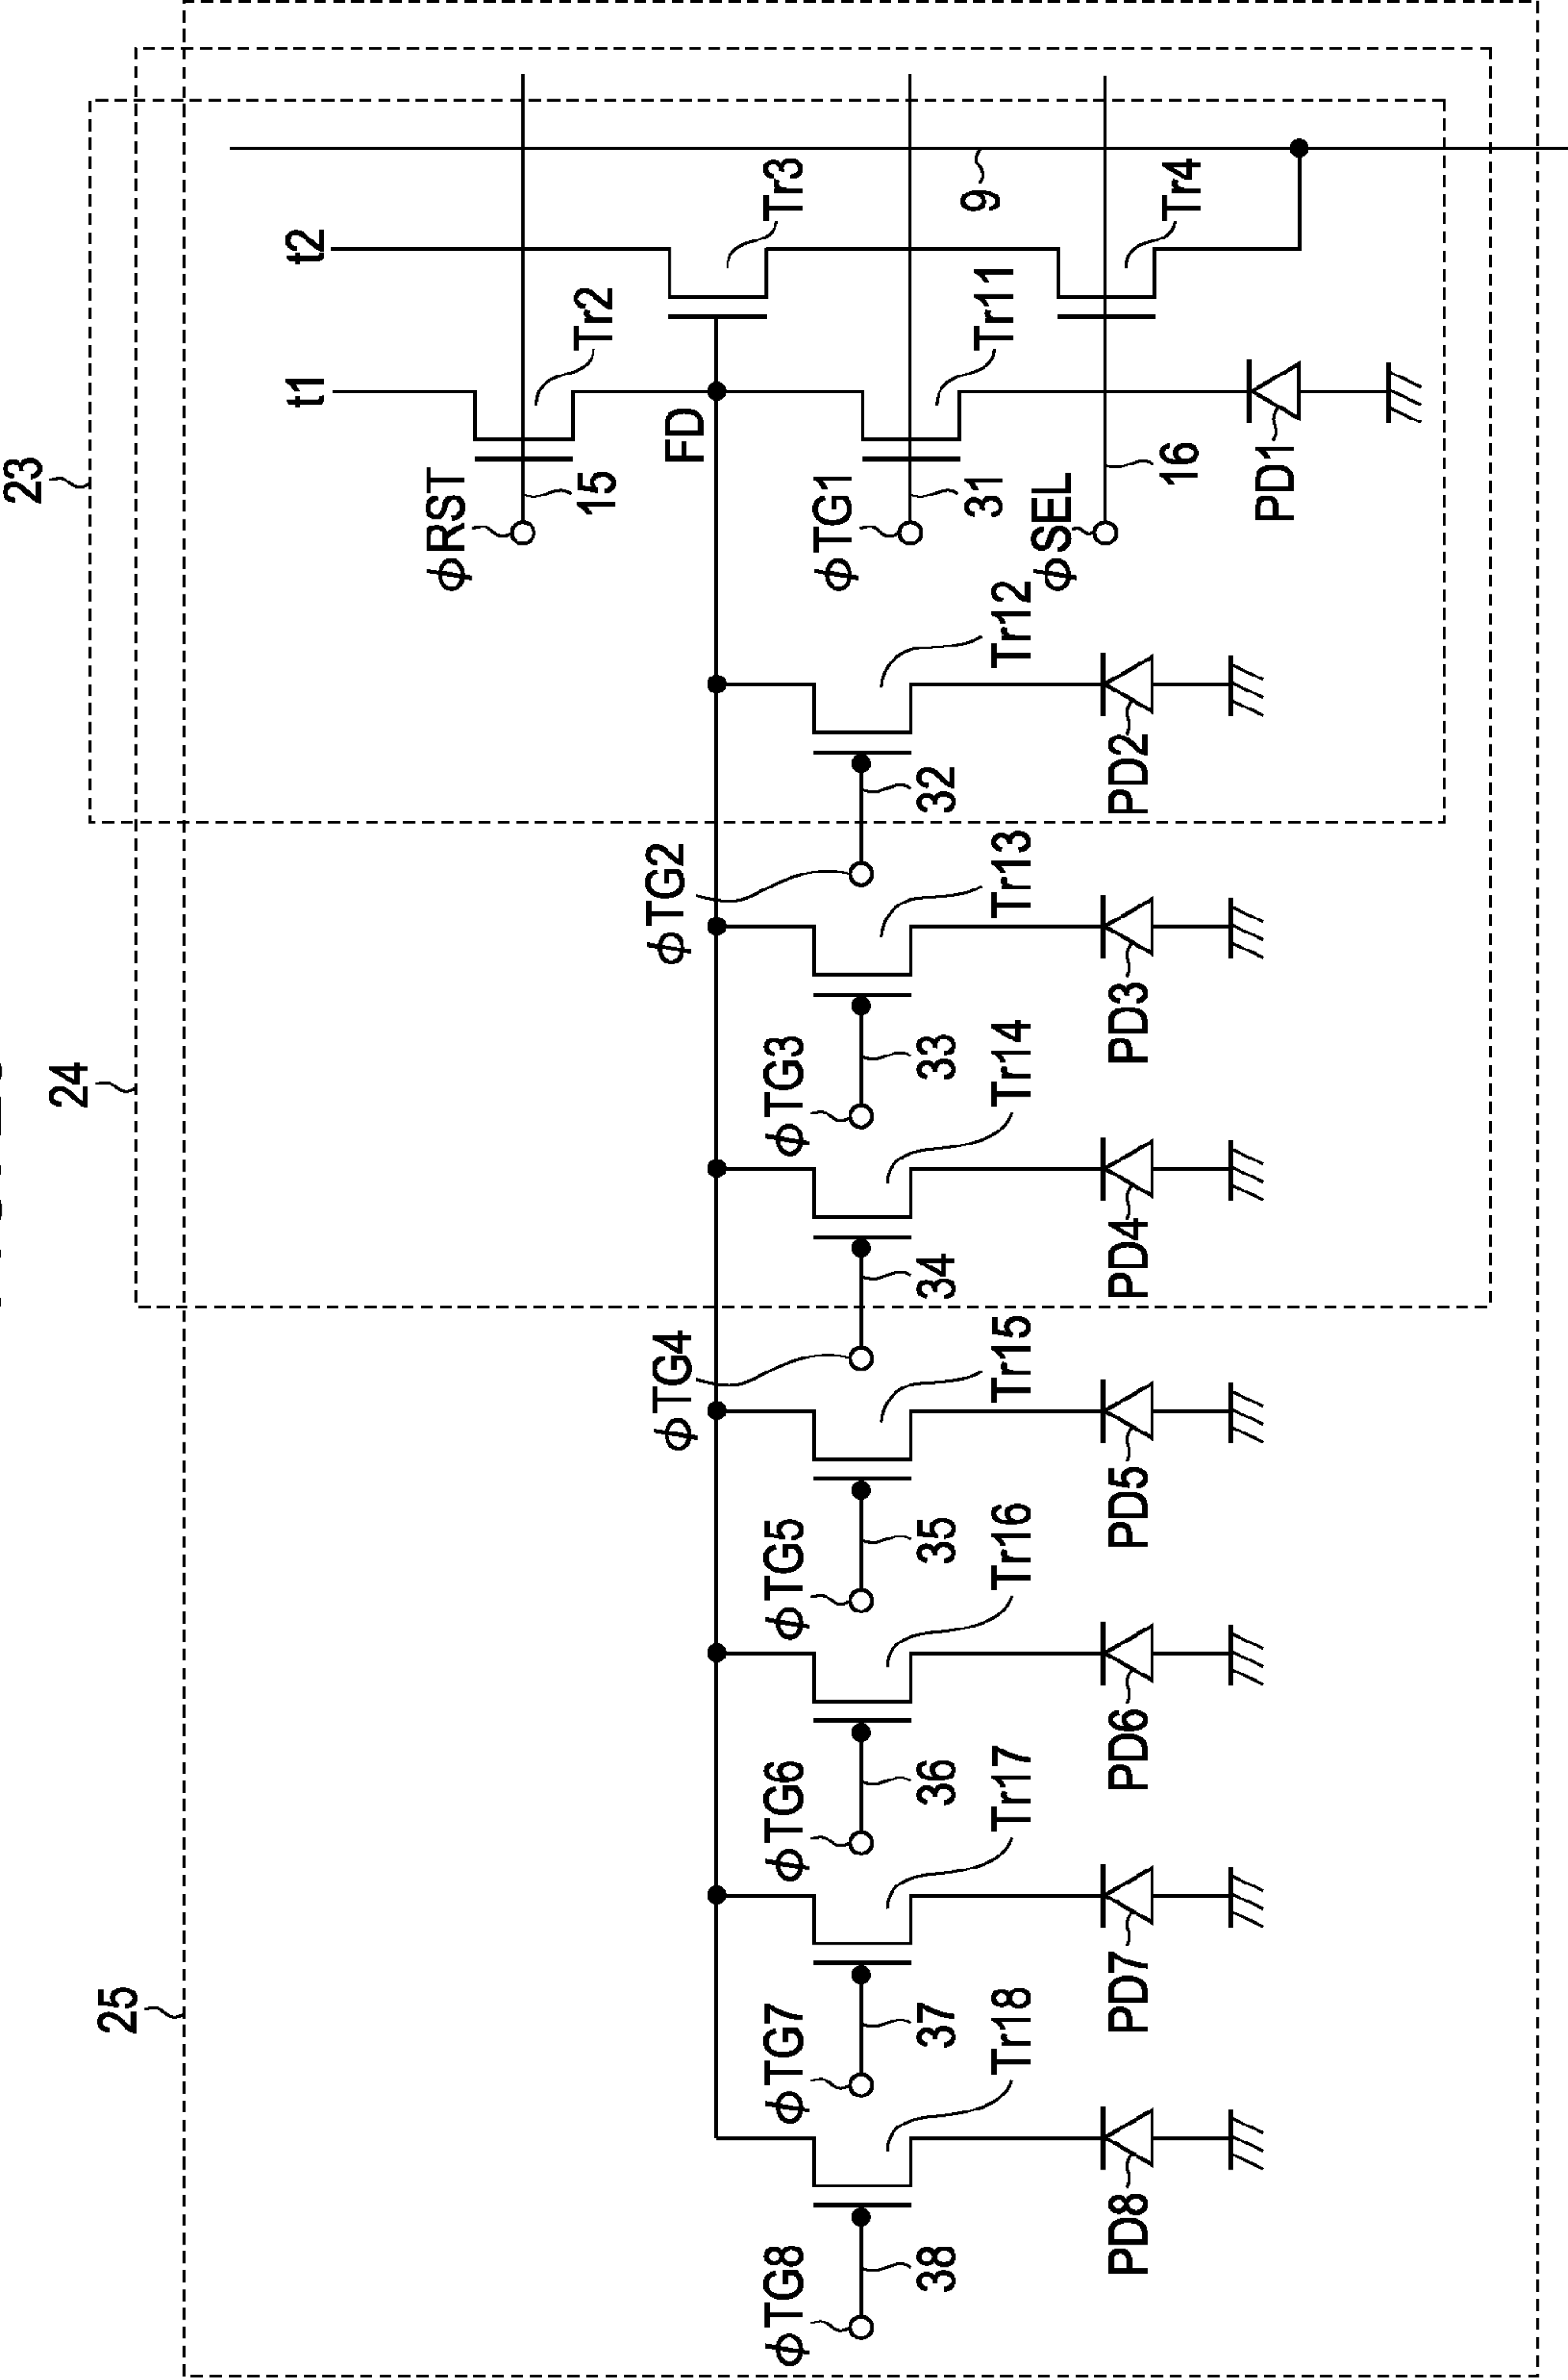 23
24
25
t1
t2
Tr2
Tr3
9
Tr4
Tr11
FD
φRST
15
φTG1
31
φSEL
16
PD1
Tr12
PD2
32
φTG2
Tr13
PD3
33
φTG3
Tr14
PD4
34
φTG4
Tr15
PD5
35
φTG5
Tr16
PD6
36
φTG6
Tr17
PD7
37
φTG7
Tr18
PD8
38
φTG8